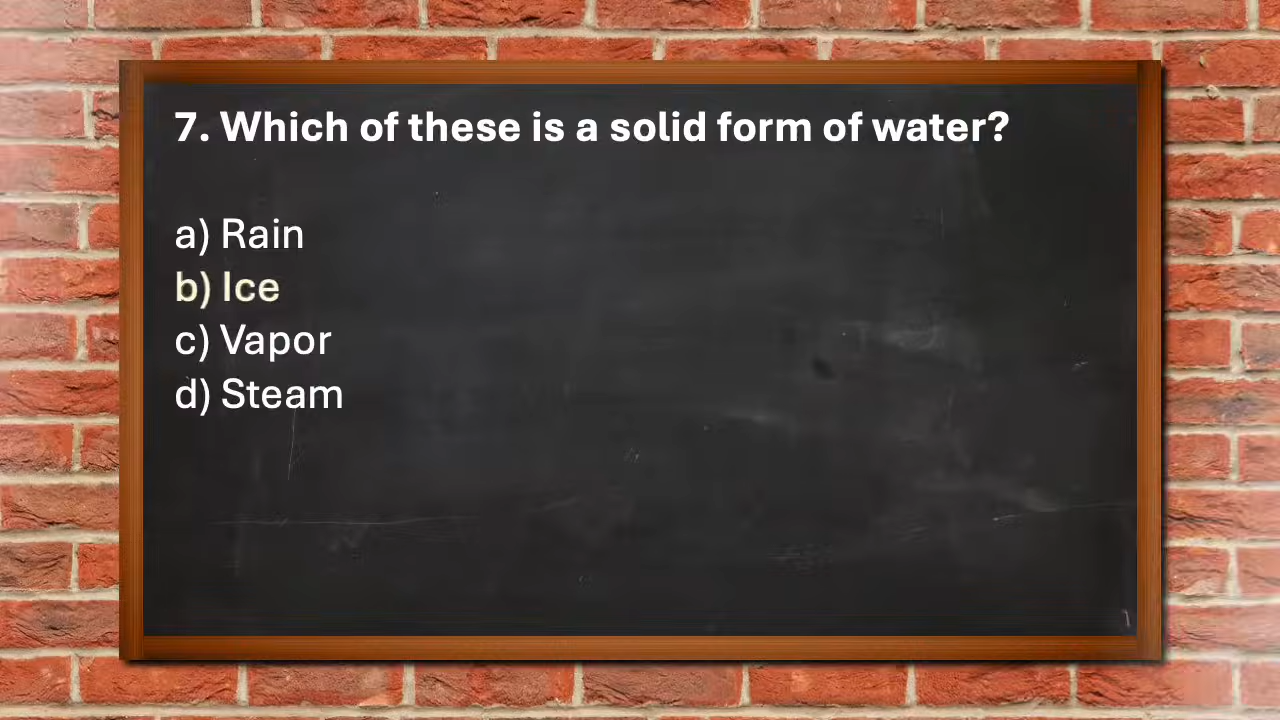 7. Which of these is a solid form of water?
a) Rain
b) Ice
c) Vapor
d) Steam